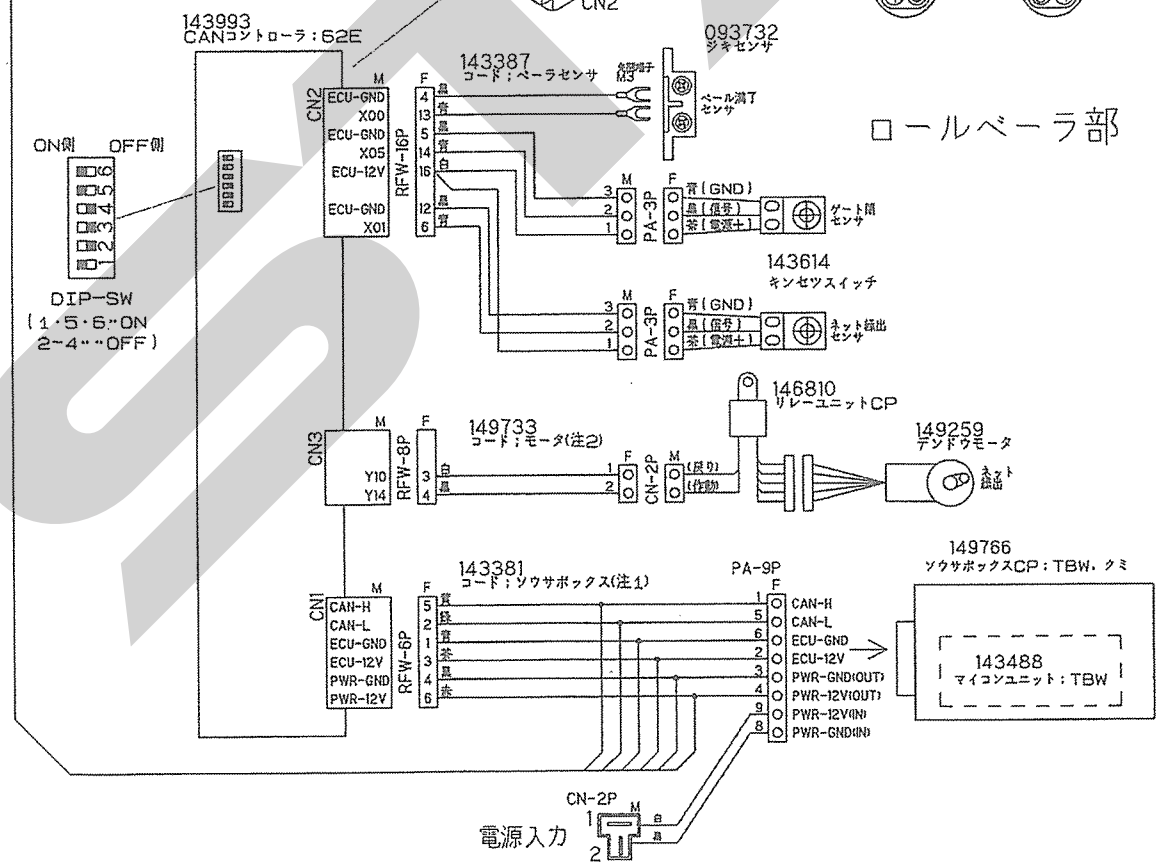 CN2
143993
CANコントローラ:62E
ON側 OFF側
6
5
4
3
2
1
DIP-SW
(1・5・6‥ON
2~4‥OFF)
CN2
M
ECU-GND
X00
ECU-GND
X05
ECU-12V
ECU-GND
X01
RFW-16P
F
4 黒
13 青
5 黒
14 青
16 白
12 黒
6 青
143387
コード;ベーラセンサ
M3
093732
ジキセンサ
ベール満了
センサ
ロールベーラ部
M
3
2
1
PA-3P
F
青(GND)
黒(信号)
茶(電源+)
ゲート閉
センサ
143614
キンセツスイッチ
M
3
2
1
PA-3P
F
青(GND)
黒(信号)
茶(電源+)
ネット繰出
センサ
CN3
M
Y10
Y14
RFW-8P
F
3 白
4 黒
149733
コード;モータ(注2)
F
1
2
CN-2P
M
(戻り)
(作動)
146810
リレーユニットCP
149259
デンドウモータ
ネット
繰出
CN1
M
CAN-H
CAN-L
ECU-GND
ECU-12V
PWR-GND
PWR-12V
RFW-6P
F
5 黄
2 緑
1 青
3 茶
4 黒
6 赤
143381
コード;ソウサボックス(注1)
PA-9P
F
1 CAN-H
5 CAN-L
6 ECU-GND
2 ECU-12V
3 PWR-GND(OUT)
4 PWR-12V(OUT)
9 PWR-12V(IN)
8 PWR-GND(IN)
149766
ソウサボックスCP:TBW.クミ
143488
マイコンユニット:TBW
CN-2P
M
1
2
白
黒
電源入力